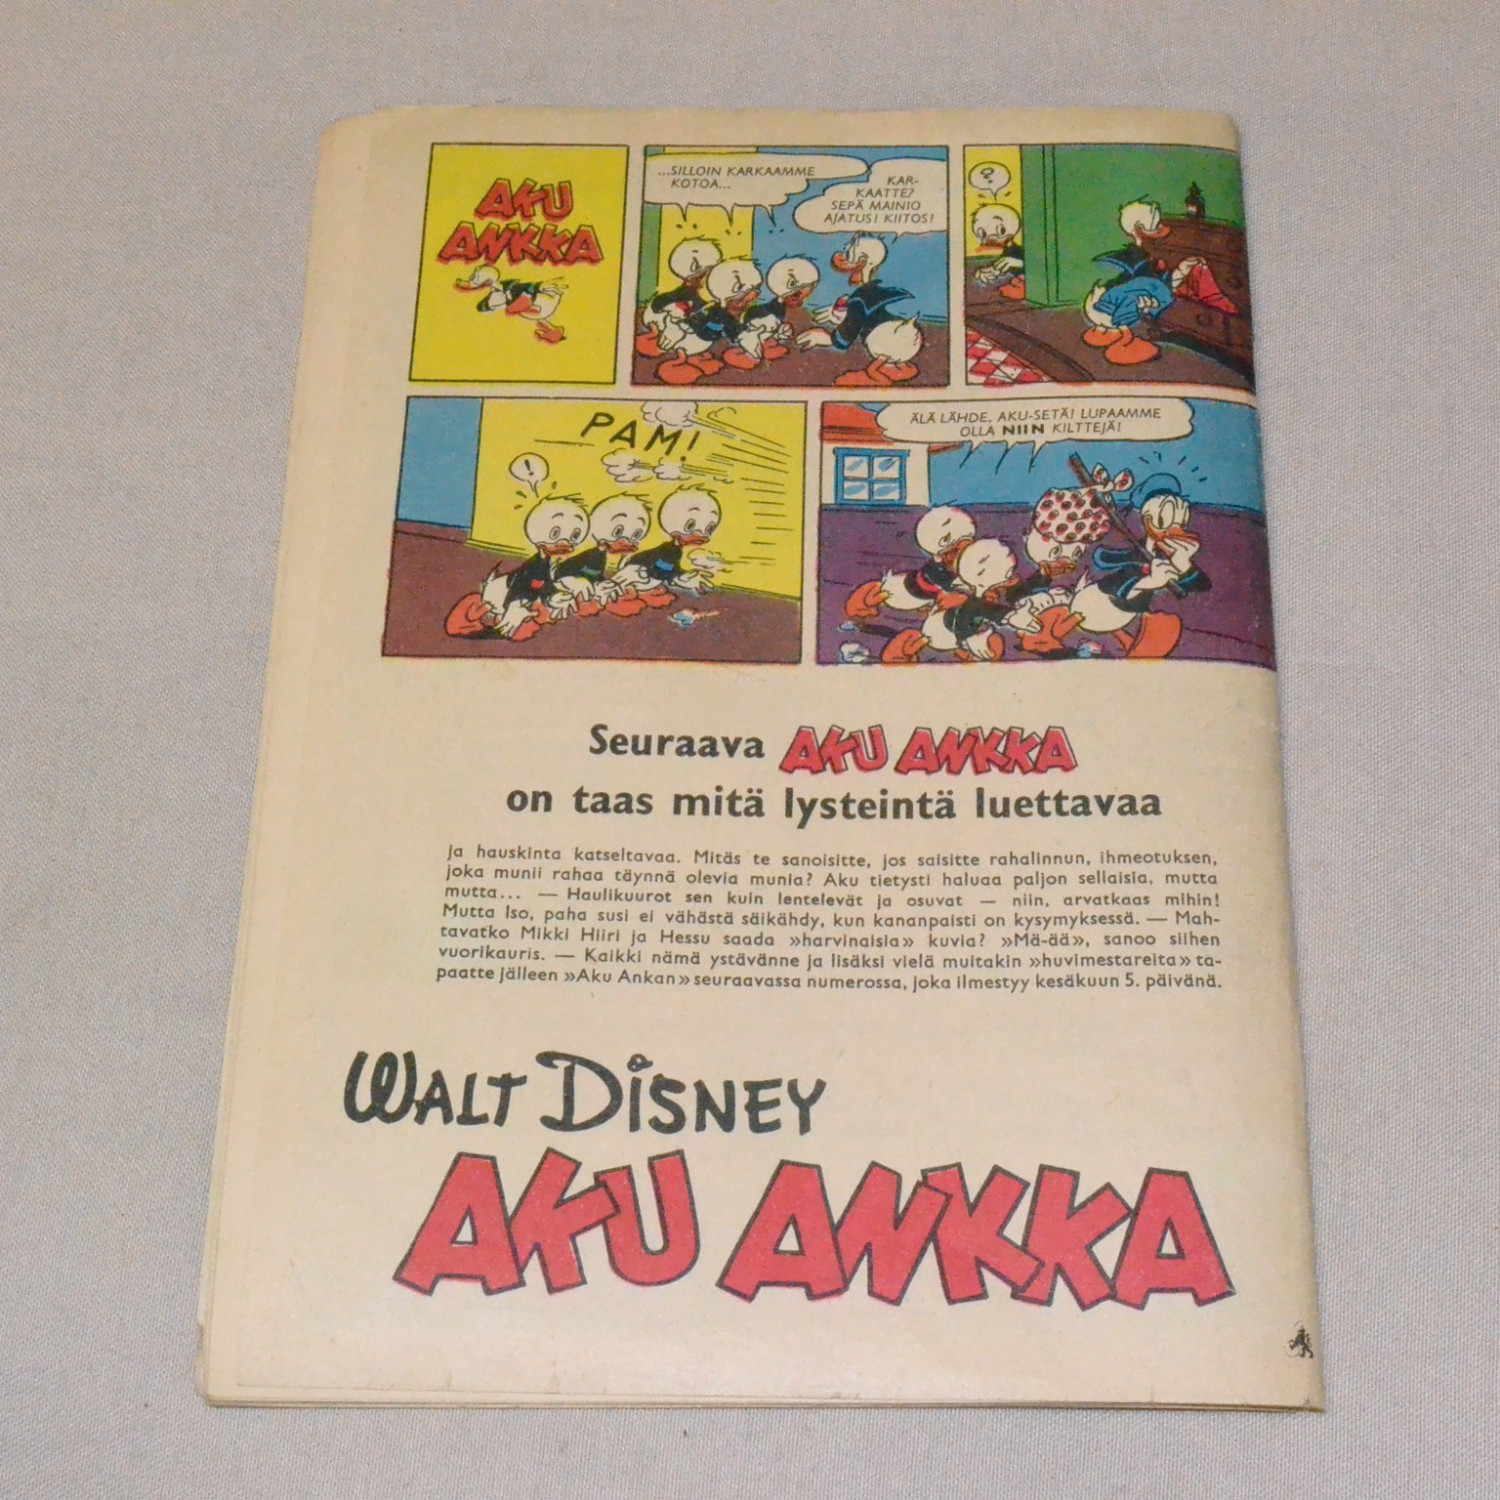 AKU
ANKKA
...SILLOIN KARKAAMME
KOTOA...
KAR-
KAATTE?
SEPÄ MAINIO
AJATUS! KIITOS!
?
PAM!
!
ÄLÄ LÄHDE, AKU-SETÄ! LUPAAMME
OLLA NIIN KILTTEJÄ!
Seuraava AKU ANKKA
on taas mitä lysteintä luettavaa
ja hauskinta katseltavaa. Mitäs te sanoisitte, jos saisitte rahalinnun, ihmeotuksen,
joka munii rahaa täynnä olevia munia? Aku tietysti haluaa paljon sellaisia, mutta
mutta... — Haulikuurot sen kuin lentelevät ja osuvat — niin, arvatkaas mihin!
Mutta Iso, paha susi ei vähästä säikähdy, kun kananpaisti on kysymyksessä. — Mah-
tavatko Mikki Hiiri ja Hessu saada »harvinaisia» kuvia? »Mä-ää», sanoo siihen
vuorikauris. — Kaikki nämä ystävänne ja lisäksi vielä muitakin »huvimestareita» ta-
paatte jälleen »Aku Ankan» seuraavassa numerossa, joka ilmestyy kesäkuun 5. päivänä.
WALT DISNEY
AKU ANKKA